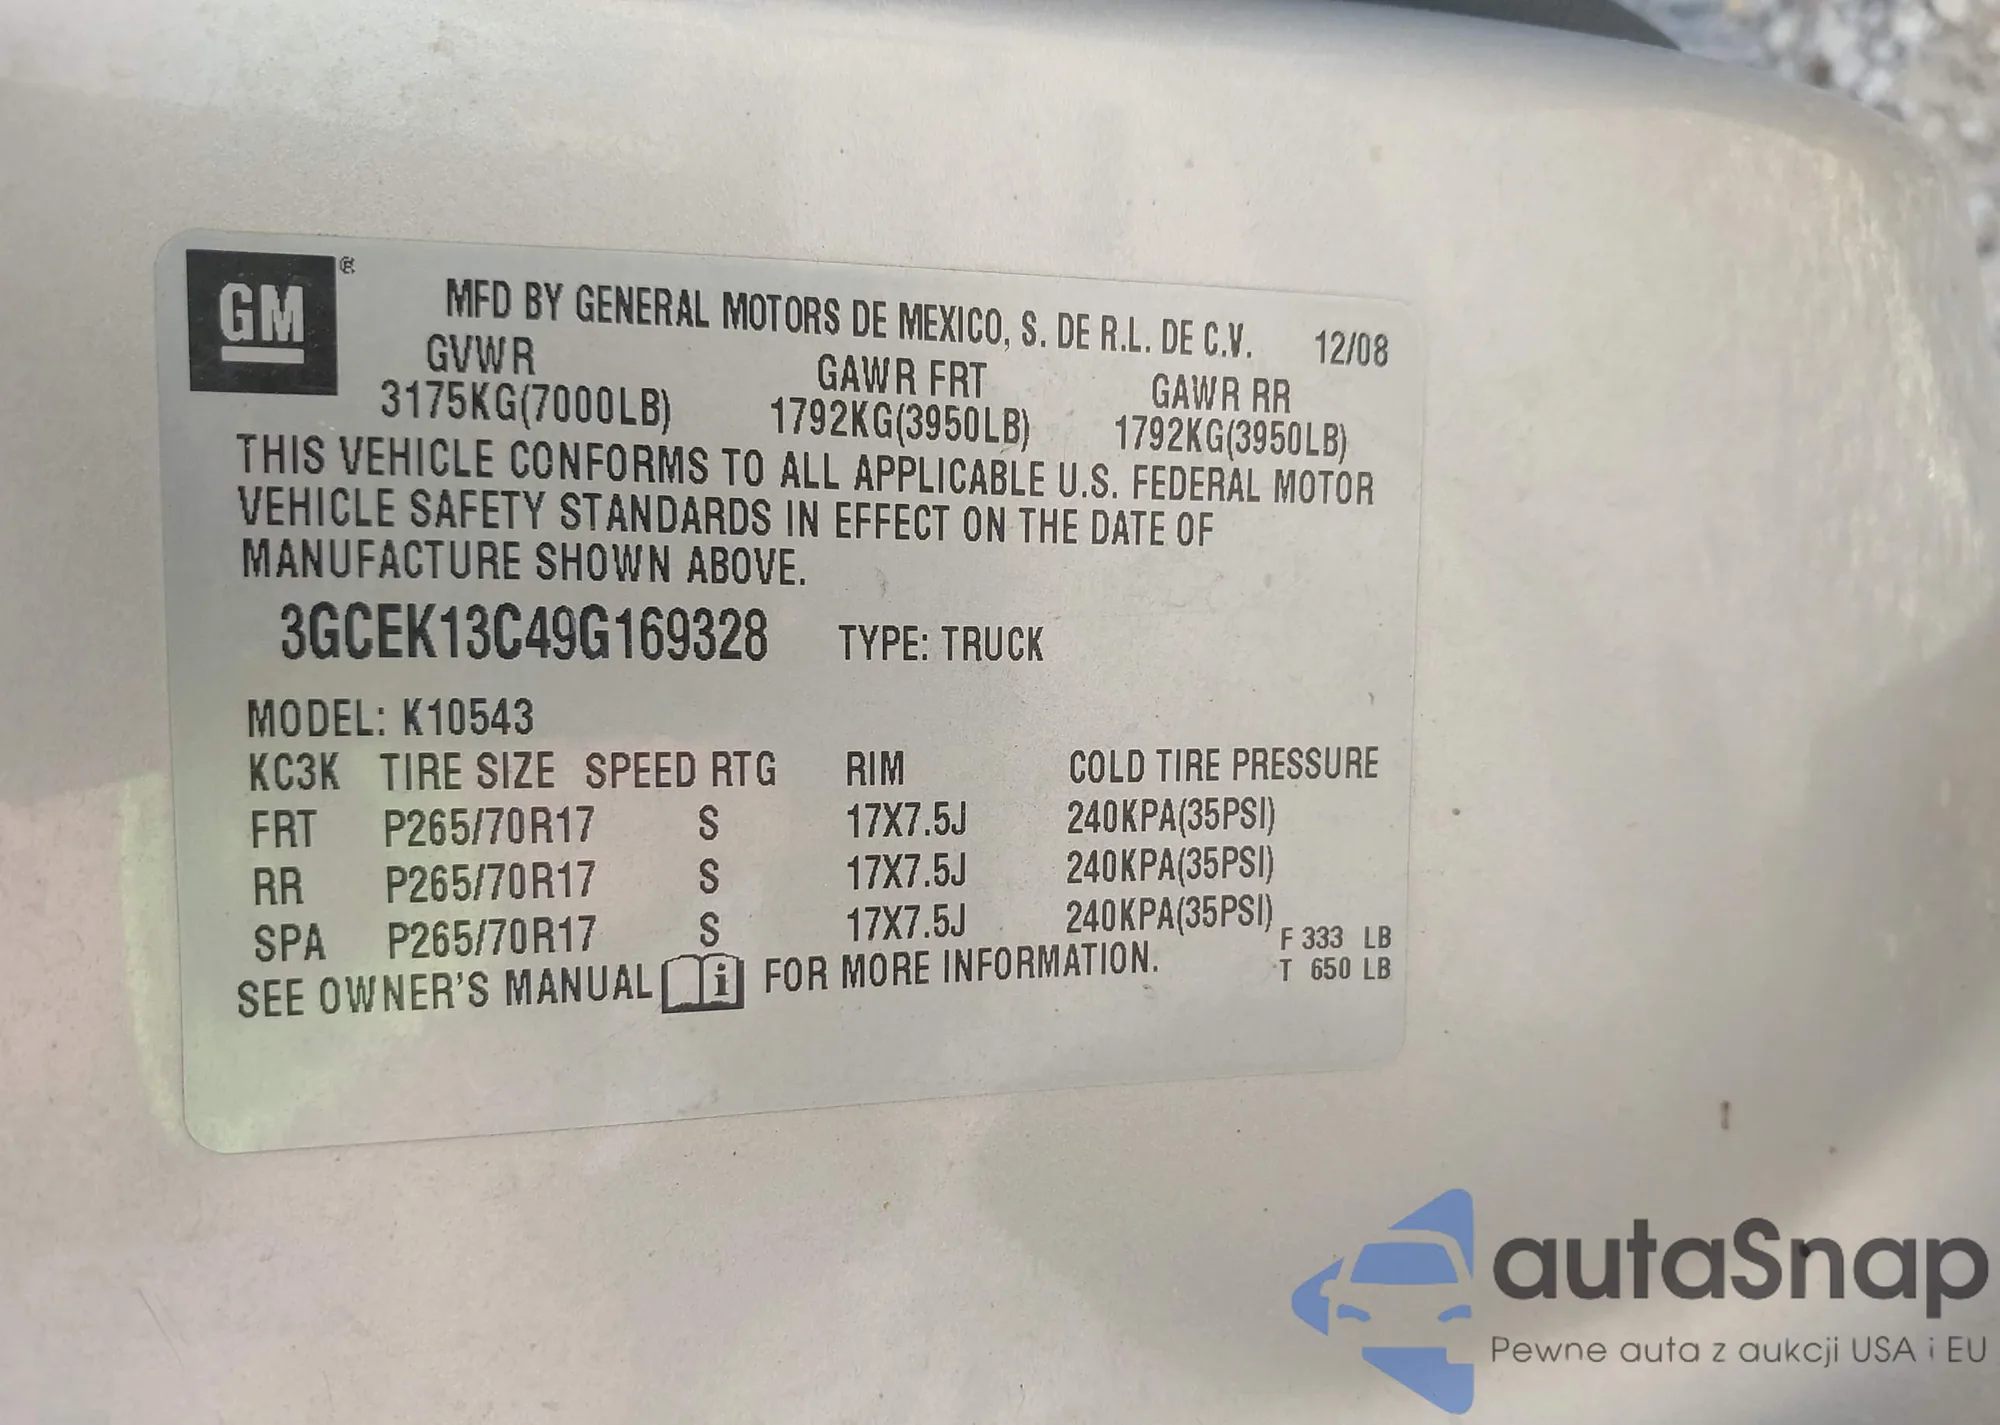 GM®
MFD BY GENERAL MOTORS DE MEXICO, S. DE R.L. DE C.V. 12/08
GVWR GAWR FRT GAWR RR
3175KG(7000LB) 1792KG(3950LB) 1792KG(3950LB)
THIS VEHICLE CONFORMS TO ALL APPLICABLE U.S. FEDERAL MOTOR
VEHICLE SAFETY STANDARDS IN EFFECT ON THE DATE OF
MANUFACTURE SHOWN ABOVE.
3GCEK13C49G169328 TYPE: TRUCK
MODEL: K10543
KC3K TIRE SIZE SPEED RTG RIM COLD TIRE PRESSURE
FRT P265/70R17 S 17X7.5J 240KPA(35PSI)
RR P265/70R17 S 17X7.5J 240KPA(35PSI)
SPA P265/70R17 S 17X7.5J 240KPA(35PSI)
F 333 LB
T 650 LB
SEE OWNER'S MANUAL i FOR MORE INFORMATION.
autaSnap
Pewne auta z aukcji USA i EU